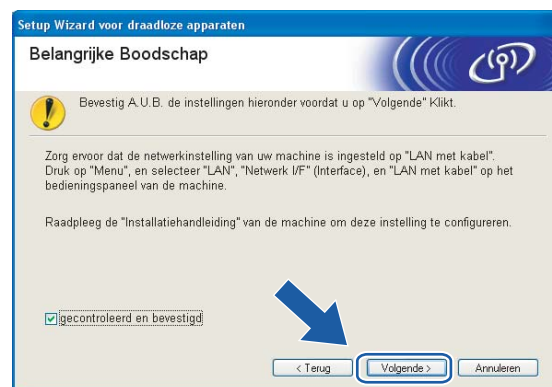 Setup Wizard voor draadloze apparaten
Belangrijke Boodschap
Bevestig A.U.B. de instellingen hieronder voordat u op "Volgende" Klikt.
Zorg ervoor dat de netwerkinstelling van uw machine is ingesteld op "LAN met kabel".
Druk op "Menu", en selecteer "LAN", "Netwerk I/F" (Interface), en "LAN met kabel" op het
bedieningspaneel van de machine.
Raadpleeg de "Installatiehandleiding" van de machine om deze instelling te configureren.
gecontroleerd en bevestigd
< Terug
Volgende >
Annuleren